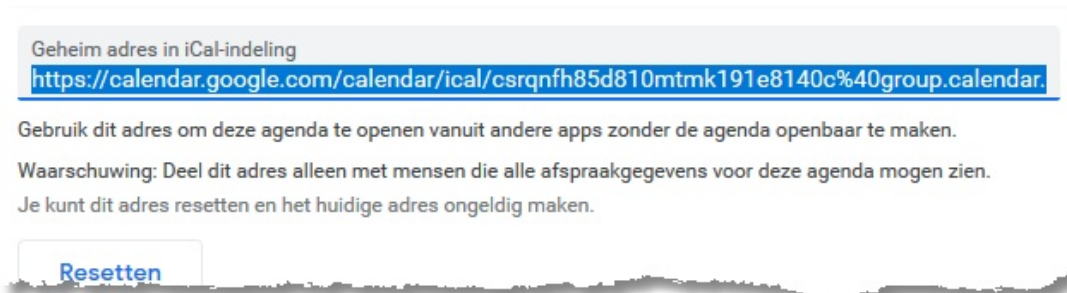 Geheim adres in iCal-indeling
https://calendar.google.com/calendar/ical/csrqnfh85d810mtmk191e8140c%40group.calendar.
Gebruik dit adres om deze agenda te openen vanuit andere apps zonder de agenda openbaar te maken.
Waarschuwing: Deel dit adres alleen met mensen die alle afspraakgegevens voor deze agenda mogen zien.
Je kunt dit adres resetten en het huidige adres ongeldig maken.
Resetten